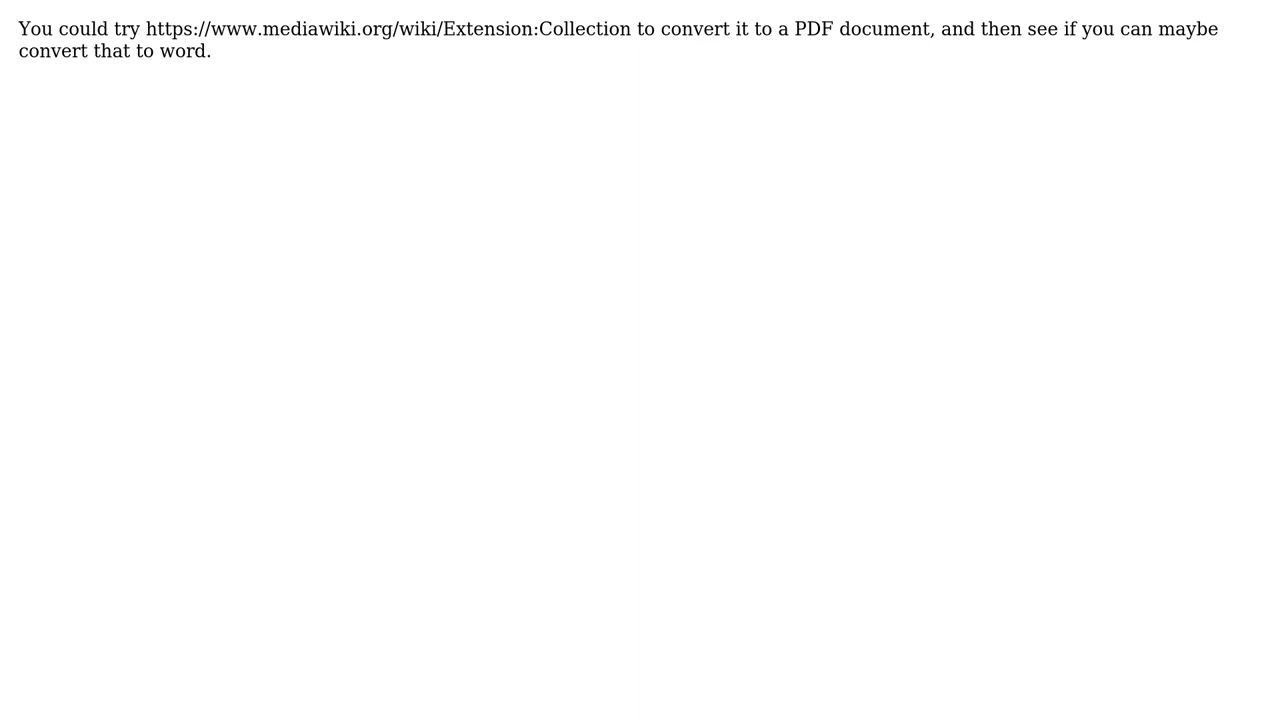 You could try https://www.mediawiki.org/wiki/Extension:Collection to convert it to a PDF document, and then see if you can maybe
convert that to word.